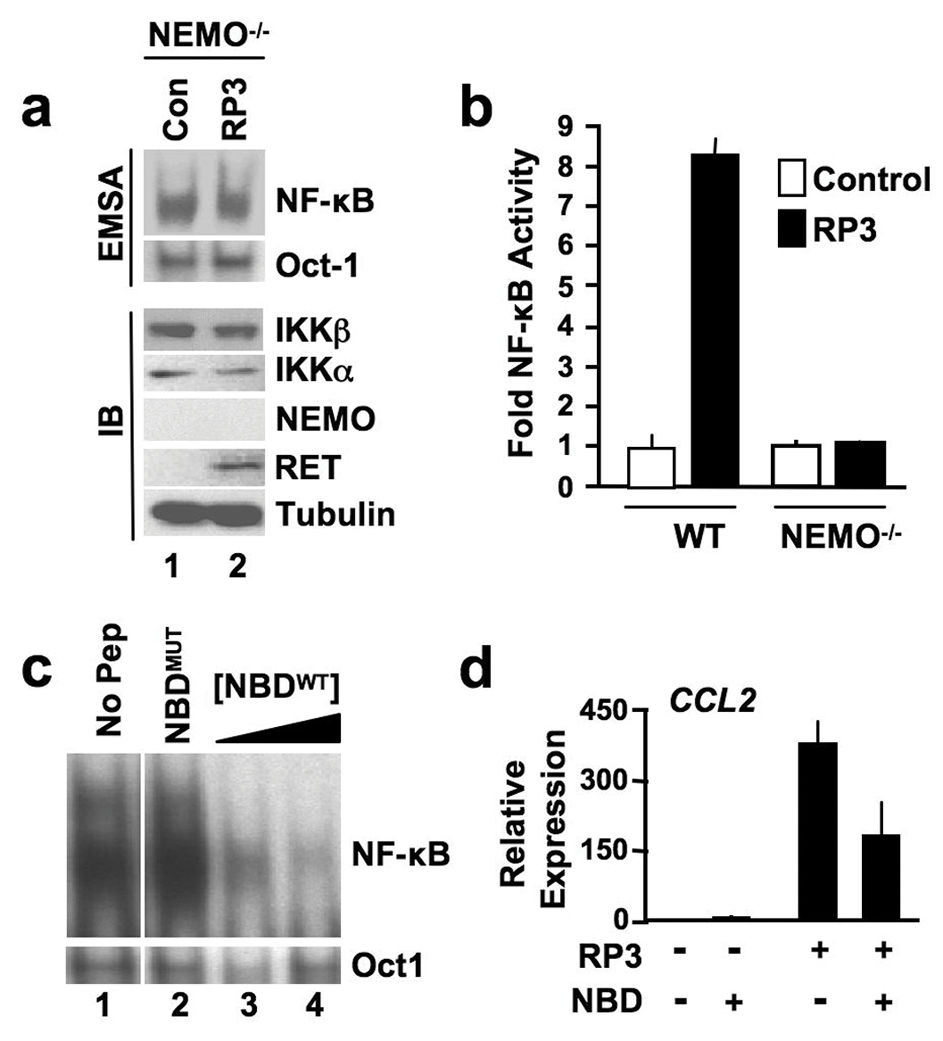 NEMO-/-
a
Con
RP3
EMSA
NF-κB
Oct-1
IB
IKKβ
IKKα
NEMO
RET
Tubulin
1 2
b
Fold NF-κB Activity
9
8
7
6
5
4
3
2
1
0
Control
RP3
WT NEMO-/-
c
No Pep
NBDMUT
[NBDWT]
NF-κB
Oct1
1 2 3 4
d
CCL2
Relative
Expression
450
300
150
0
RP3 - - + +
NBD - + - +